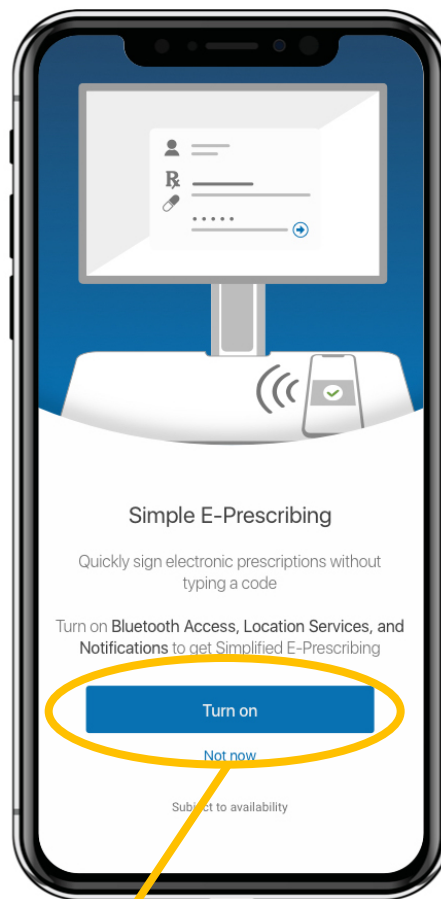 Rx
Simple E-Prescribing
Quickly sign electronic prescriptions without
typing a code
Turn on Bluetooth Access, Location Services, and
Notifications to get Simplified E-Prescribing
Turn on
Not now
Subject to availability